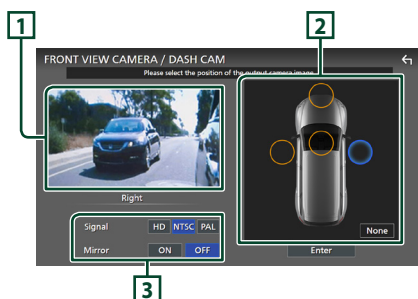 1
2
FRONT VIEW CAMERA / DASH CAM
Please select the position of the output camera image
Right
Signal HD NTSC PAL
Mirror ON OFF
None
Enter
3